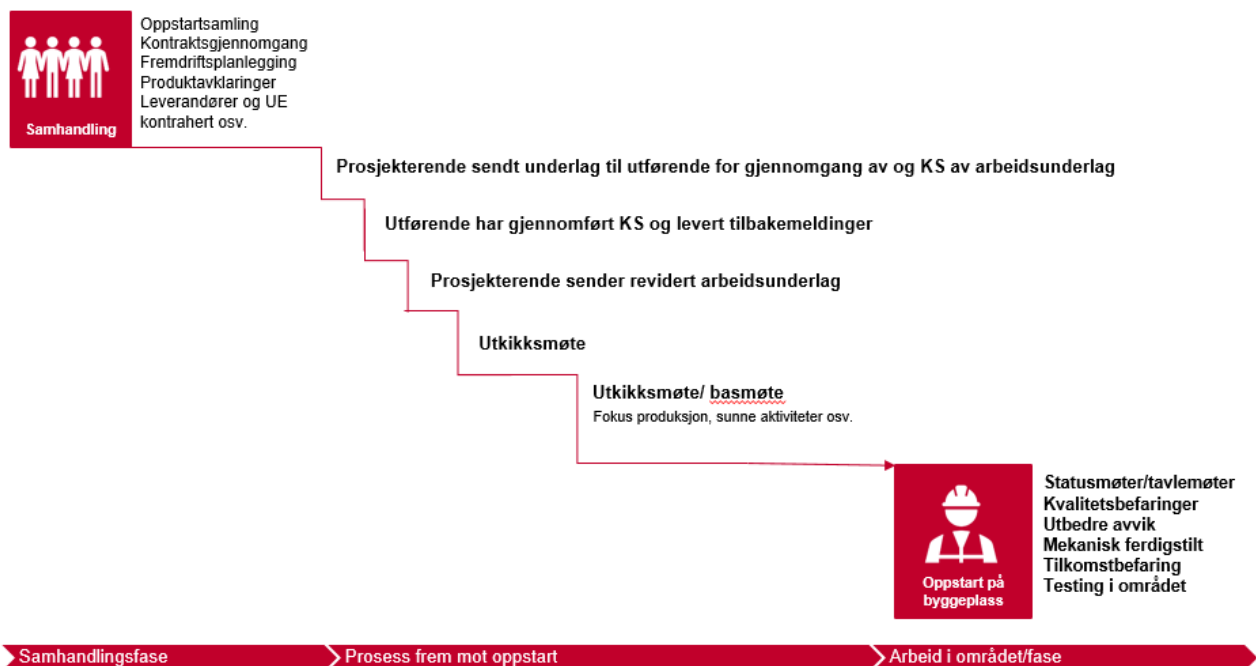 Samhandling
Oppstartsamling
Kontraktsgjennomgang
Fremdriftsplanlegging
Produktavklaringer
Leverandører og UE
kontrahert osv.
Prosjekterende sendt underlag til utførende for gjennomgang av og KS av arbeidsunderlag
Utførende har gjennomført KS og levert tilbakemeldinger
Prosjekterende sender revidert arbeidsunderlag
Utkikksmøte
Utkikksmøte/ basmøte
Fokus produksjon, sunne aktiviteter osv.
Oppstart på
byggeplass
Statusmøter/tavlemøter
Kvalitetsbefaringer
Utbedre avvik
Mekanisk ferdigstilt
Tilkomstbefaring
Testing i området
Samhandlingsfase
Prosess frem mot oppstart
Arbeid i området/fase